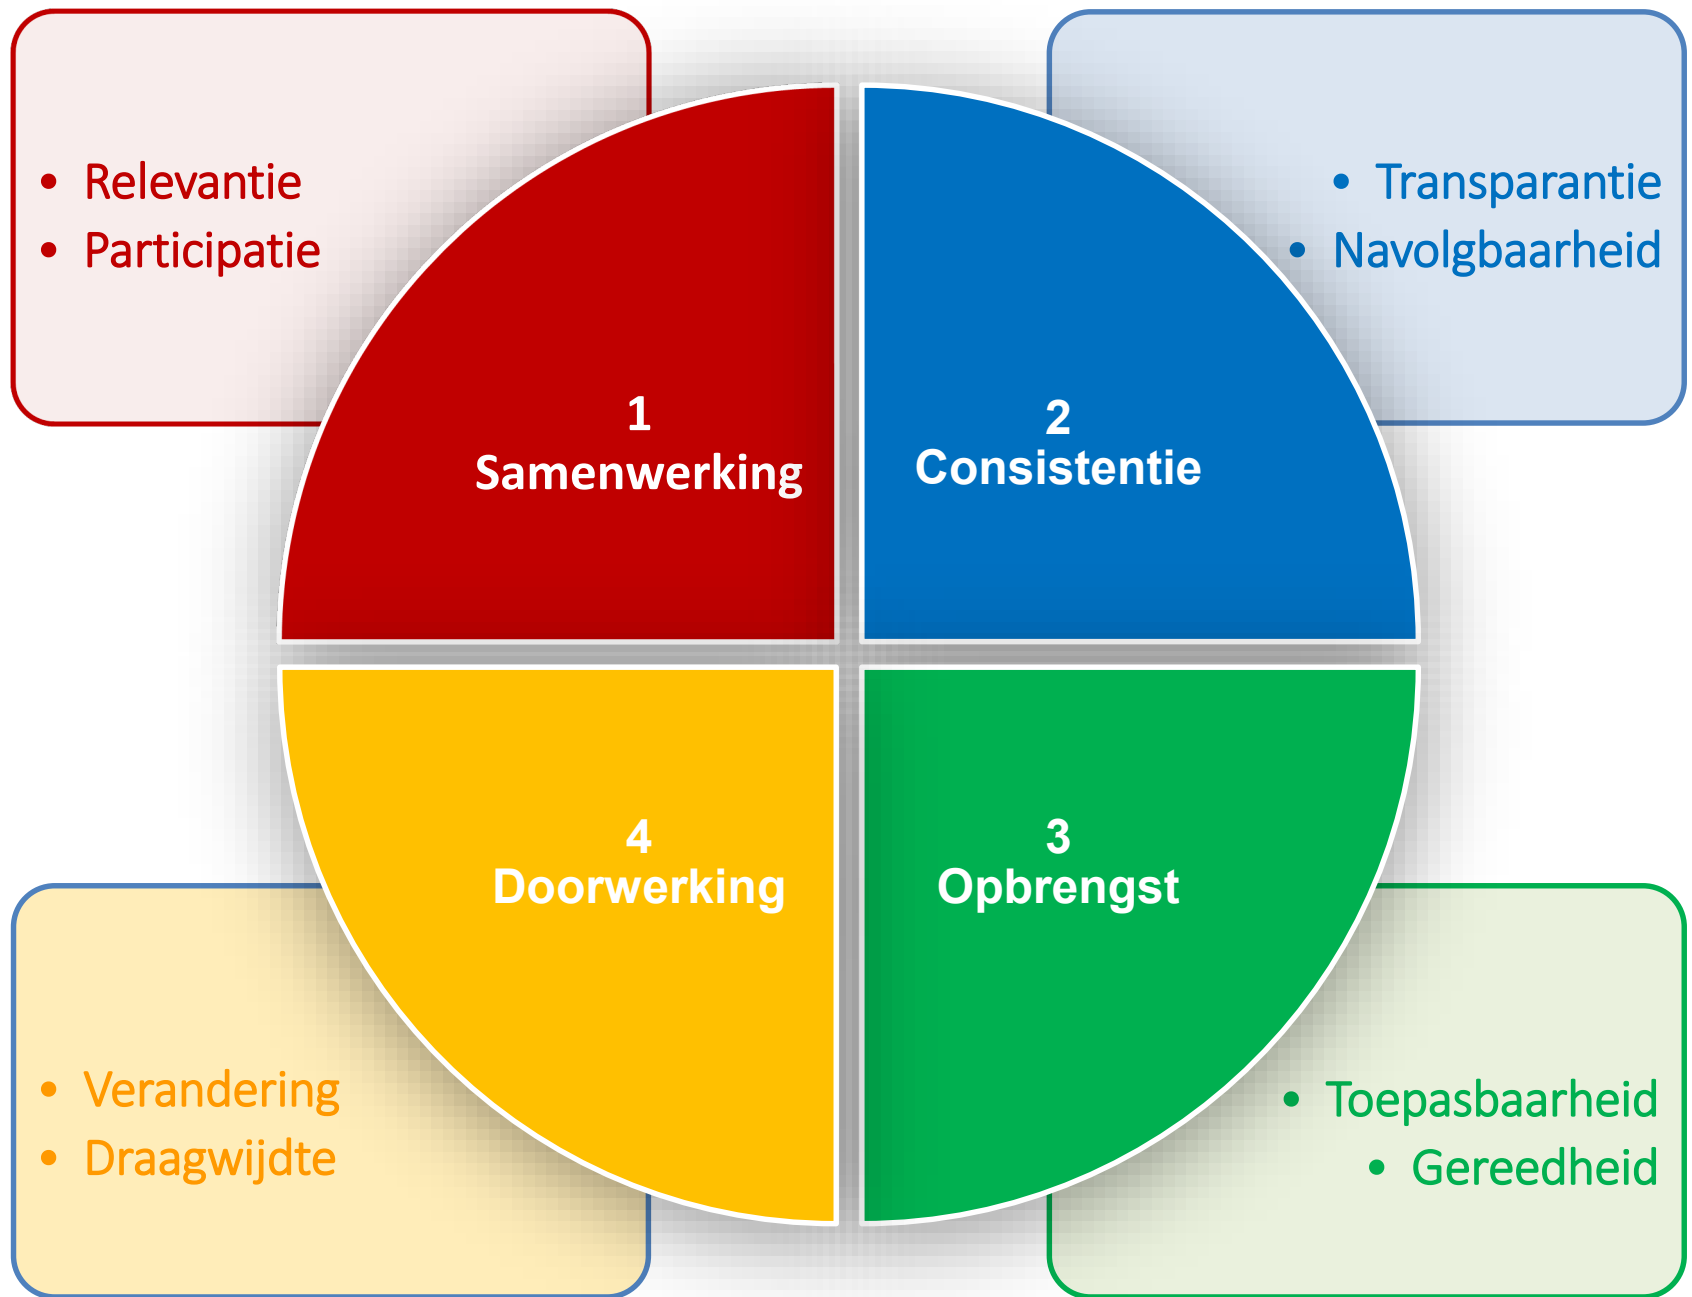 • Relevantie
• Participatie
1
Samenwerking
• Transparantie
• Navolgbaarheid
2
Consistentie
3
Opbrengst
• Toepasbaarheid
• Gereedheid
4
Doorwerking
• Verandering
• Draagwijdte